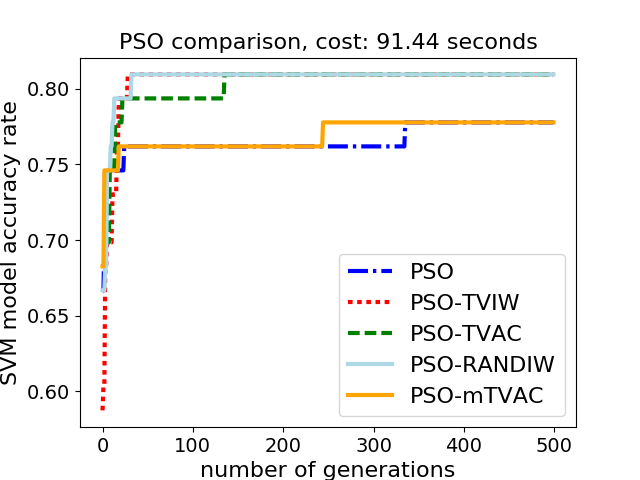 PSO comparison, cost: 91.44 seconds
SVM model accuracy rate
0.80
0.75
0.70
0.65
0.60
PSO
PSO-TVIW
PSO-TVAC
PSO-RANDIW
PSO-mTVAC
0 100 200 300 400 500
number of generations